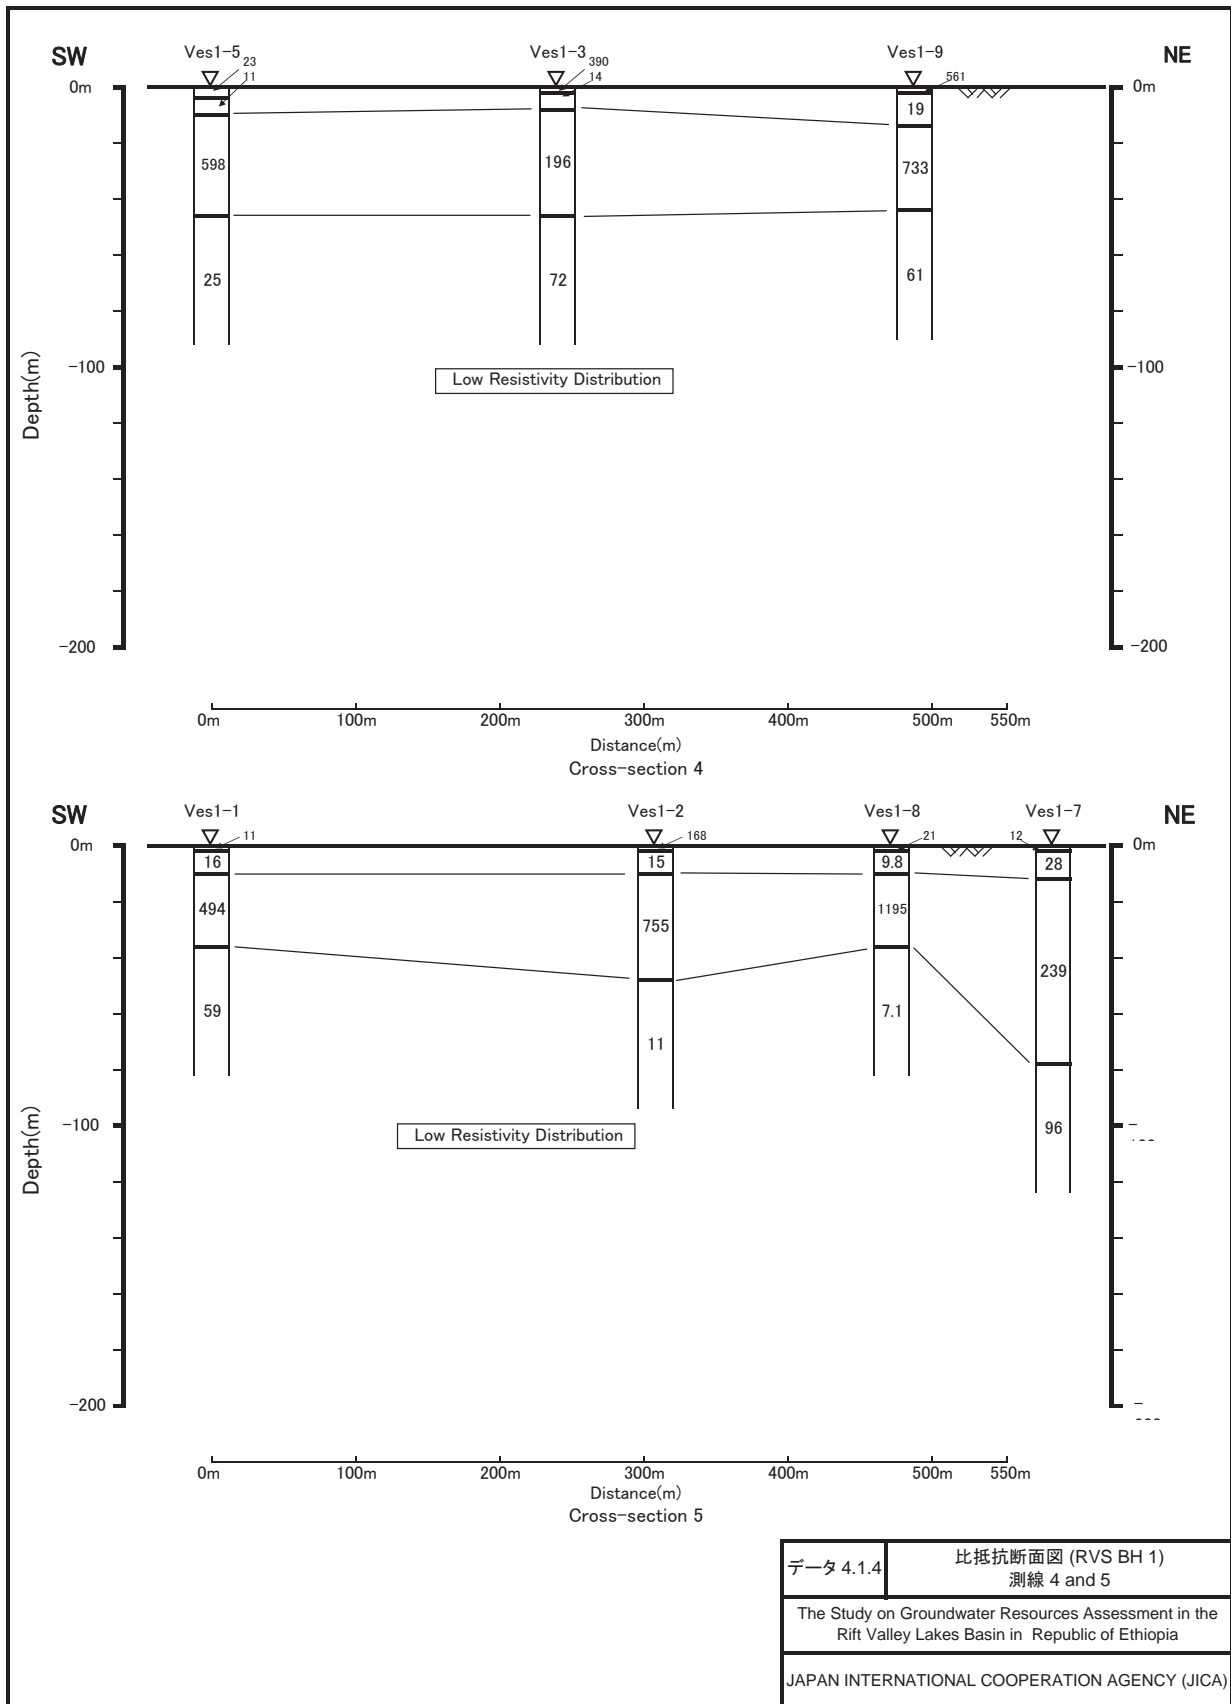 SW
Ves1-5
Ves1-3
Ves1-9
NE
23
11
390
14
561
0m
0m
19
598
196
733
25
72
61
-100
-100
Low Resistivity Distribution
Depth(m)
-200
-200
0m 100m 200m 300m 400m 500m 550m
Distance(m)
Cross-section 4
SW
Ves1-1
Ves1-2
Ves1-8
Ves1-7
NE
11
168
21
12
0m
0m
16
15
9.8
28
494
755
1195
239
59
11
7.1
96
-100
Low Resistivity Distribution
Depth(m)
-200
0m 100m 200m 300m 400m 500m 550m
Distance(m)
Cross-section 5
データ 4.1.4
比抵抗断面図 (RVS BH 1)
測線 4 and 5
The Study on Groundwater Resources Assessment in the
Rift Valley Lakes Basin in Republic of Ethiopia
JAPAN INTERNATIONAL COOPERATION AGENCY (JICA)